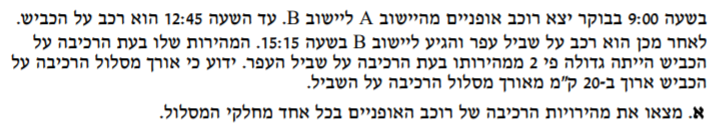 בשעה 9:00 בבוקר יצא רוכב אופניים מהיישוב A ליישוב B. עד השעה 12:45 הוא רכב על הכביש.
לאחר מכן הוא רכב על שביל עפר והגיע ליישוב B בשעה 15:15. המהירות שלו בעת הרכיבה על
הכביש הייתה גדולה פי 2 ממהירותו בעת הרכיבה על שביל העפר. ידוע כי אורך מסלול הרכיבה על
הכביש ארוך ב-20 ק"מ מאורך מסלול הרכיבה על השביל.
א. מצאו את מהירויות הרכיבה של רוכב האופניים בכל אחד מחלקי המסלול.